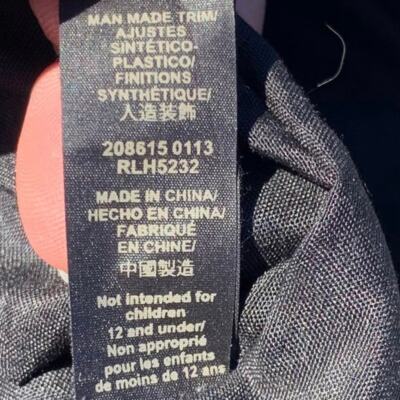 MAN MADE TRIM/
AJUSTES
SINTÉTICO-
PLASTICO/
FINITIONS
SYNTHÉTIQUE/
人造装飾
208615 0113
RLH5232
MADE IN CHINA/
HECHO EN CHINA/
FABRIQUÉ
EN CHINE/
中國製造
Not intended for
children
12 and under/
Non approprié
pour les enfants
de moins de 12 ans